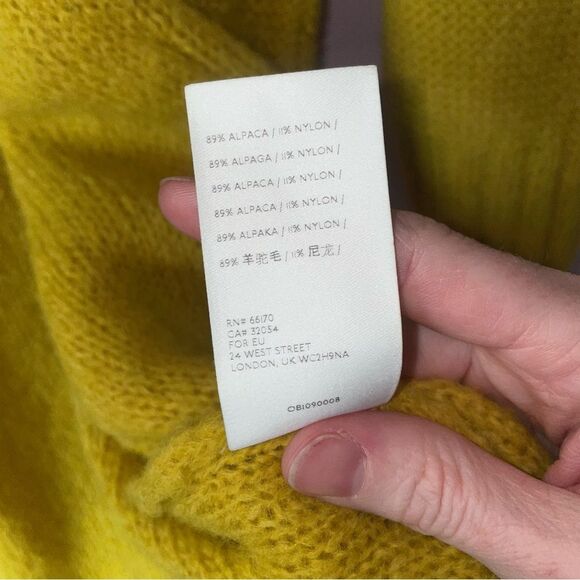 89% ALPACA / 11% NYLON /
89% ALPAGA / 11% NYLON /
89% ALPACA / 11% NYLON /
89% ALPACA / 11% NYLON /
89% ALPAKA / 11% NYLON /
89% 羊驼毛 / 11% 尼龙 /
RN# 66170
CA# 32054
FOR EU
24 WEST STREET
LONDON, UK WC2H9NA
OB1090008